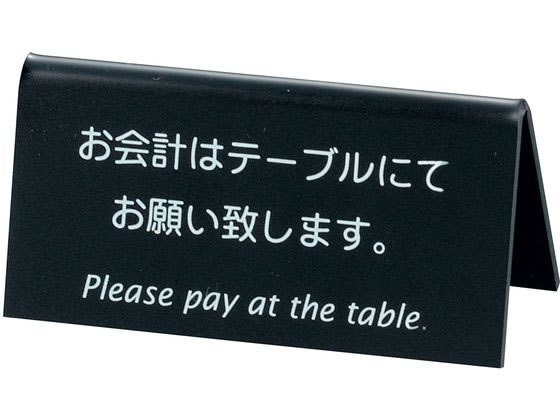 お会計はテーブルにて
お願い致します。
Please pay at the table.